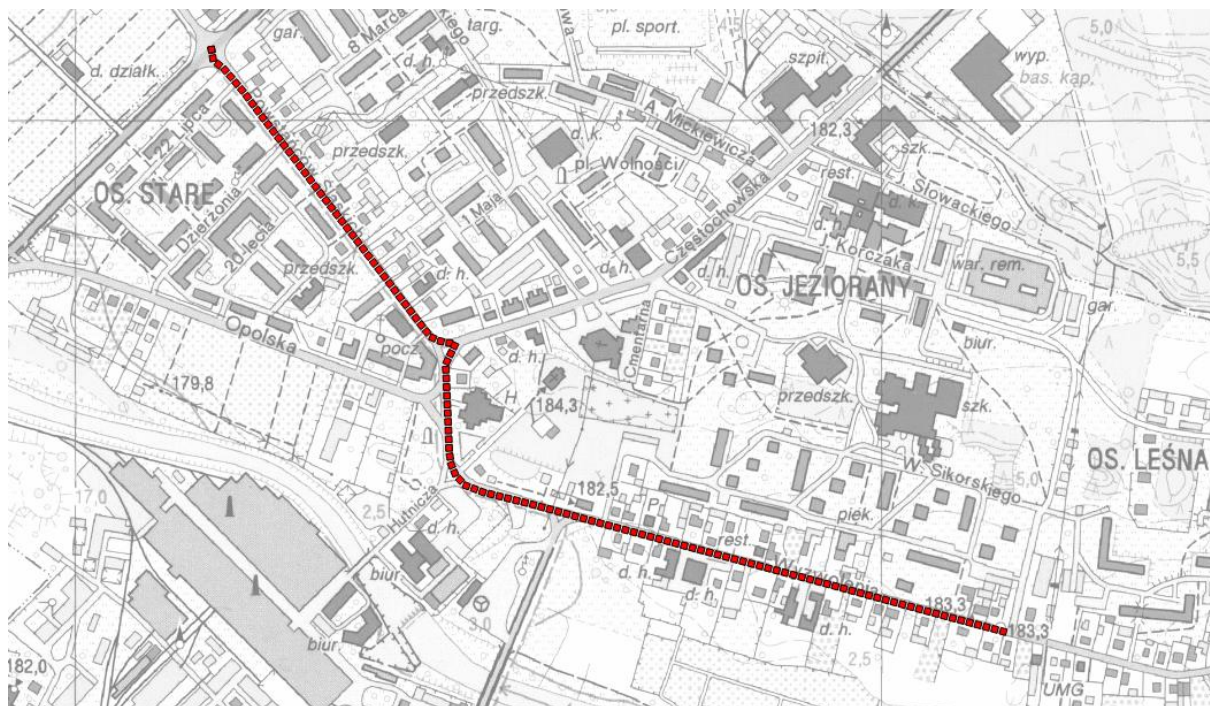 gar.
8 Marca
targ.
pl. sport.
4,5
szpit.
wyp.
bas. kap.
5,0
d. działk.
d. h.
przedszk.
A. Mickiewicza
182,3
szk.
22 Lipca
przedszk.
d. k.
pl. Wolności
rest.
J. Słowackiego
OS. STARE
Dzierżonia
1 Maja
Częstochowska
d. k.
d. h.
J. Korczaka
20-lecia
przedszk.
d. h.
d. h.
d. h.
OS. JEZIORANY
war. rem.
5,5
gar.
Opolska
pocz.
d. h.
Cmentarna
biur.
179,8
H.
184,3
przedszk.
szk.
OS. LEŚNA
17,0
2,5
Hutnicza
182,5
W. Sikorskiego
5,0
P.
piek.
d. h.
rest.
Wyzwolenia
biur.
d. h.
d. h.
183,3
183,3
3,0
d. h.
2,5
biur.
182,0
UMG